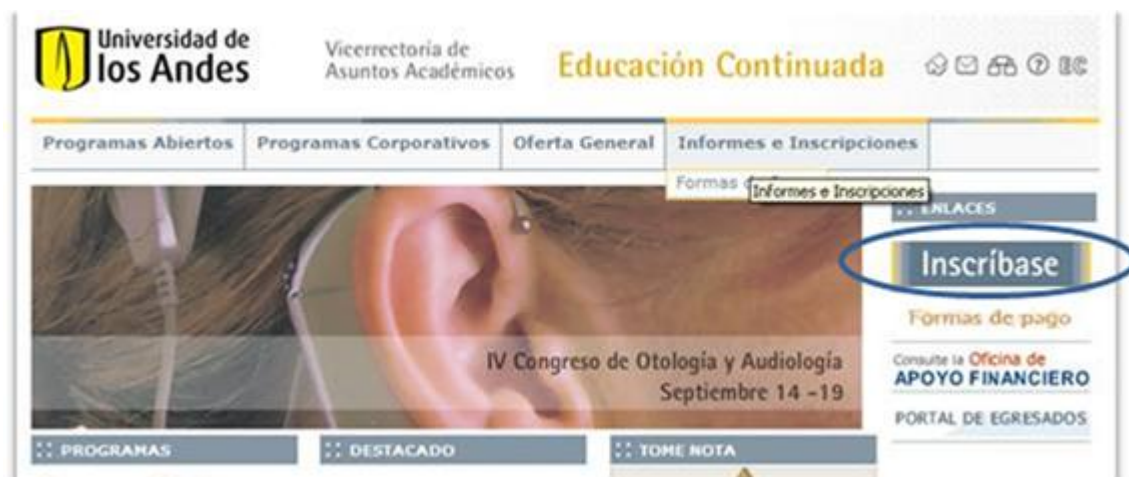 Universidad de
los Andes
Vicerrectoría de
Asuntos Académicos
Educación Continuada
EC
Programas Abiertos
Programas Corporativos
Oferta General
Informes e Inscripciones
Formas
Informes e Inscripciones
:: ENLACES
Inscríbase
Formas de pago
Consulte la Oficina de
APOYO FINANCIERO
PORTAL DE EGRESADOS
IV Congreso de Otología y Audiología
Septiembre 14 -19
:: PROGRAMAS
:: DESTACADO
:: TOME NOTA